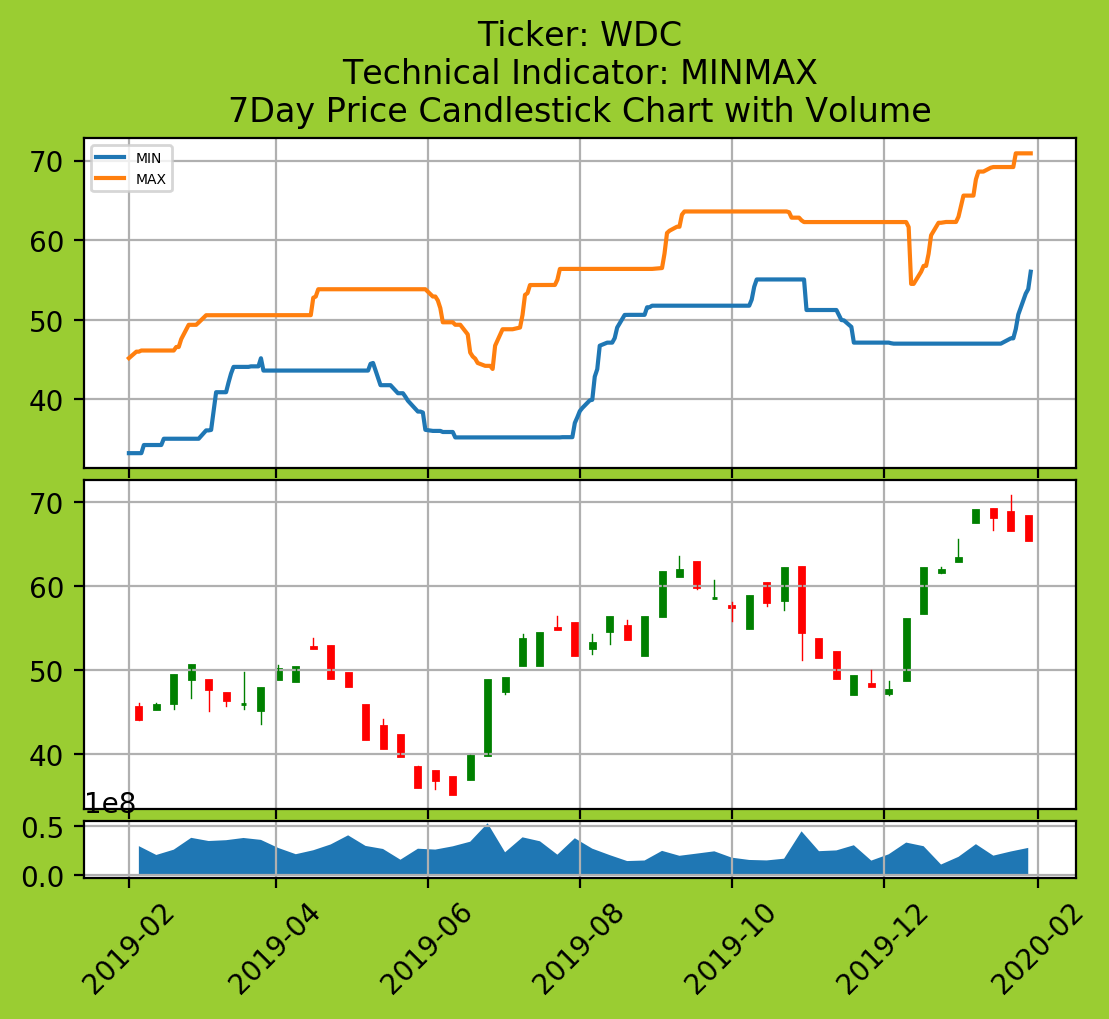 Ticker: WDC
Technical Indicator: MINMAX
7Day Price Candlestick Chart with Volume
MIN
MAX
70
60
50
40
70
60
50
40
1e8
0.5
0.0
2019-02
2019-04
2019-06
2019-08
2019-10
2019-12
2020-02